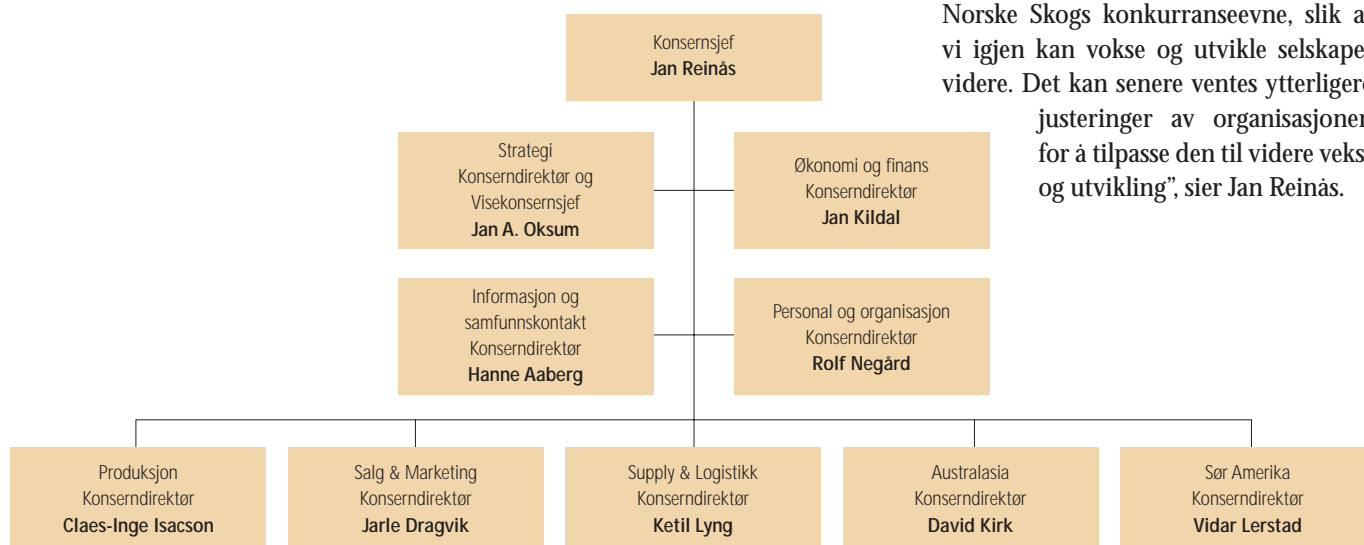 Norske Skogs konkurranseevne, slik a
vi igjen kan vokse og utvikle selskape
videre. Det kan senere ventes ytterligere
justeringer av organisasjonen
for å tilpasse den til videre veks
og utvikling”, sier Jan Reinås.
Konsernsjef
Jan Reinås
Strategi
Konserndirektør og
Visekonsernsjef
Jan A. Oksum
Økonomi og finans
Konserndirektør
Jan Kildal
Informasjon og
samfunnskontakt
Konserndirektør
Hanne Aaberg
Personal og organisasjon
Konserndirektør
Rolf Negård
Produksjon
Konserndirektør
Claes-Inge Isacson
Salg & Marketing
Konserndirektør
Jarle Dragvik
Supply & Logistikk
Konserndirektør
Ketil Lyng
Australasia
Konserndirektør
David Kirk
Sør Amerika
Konserndirektør
Vidar Lerstad